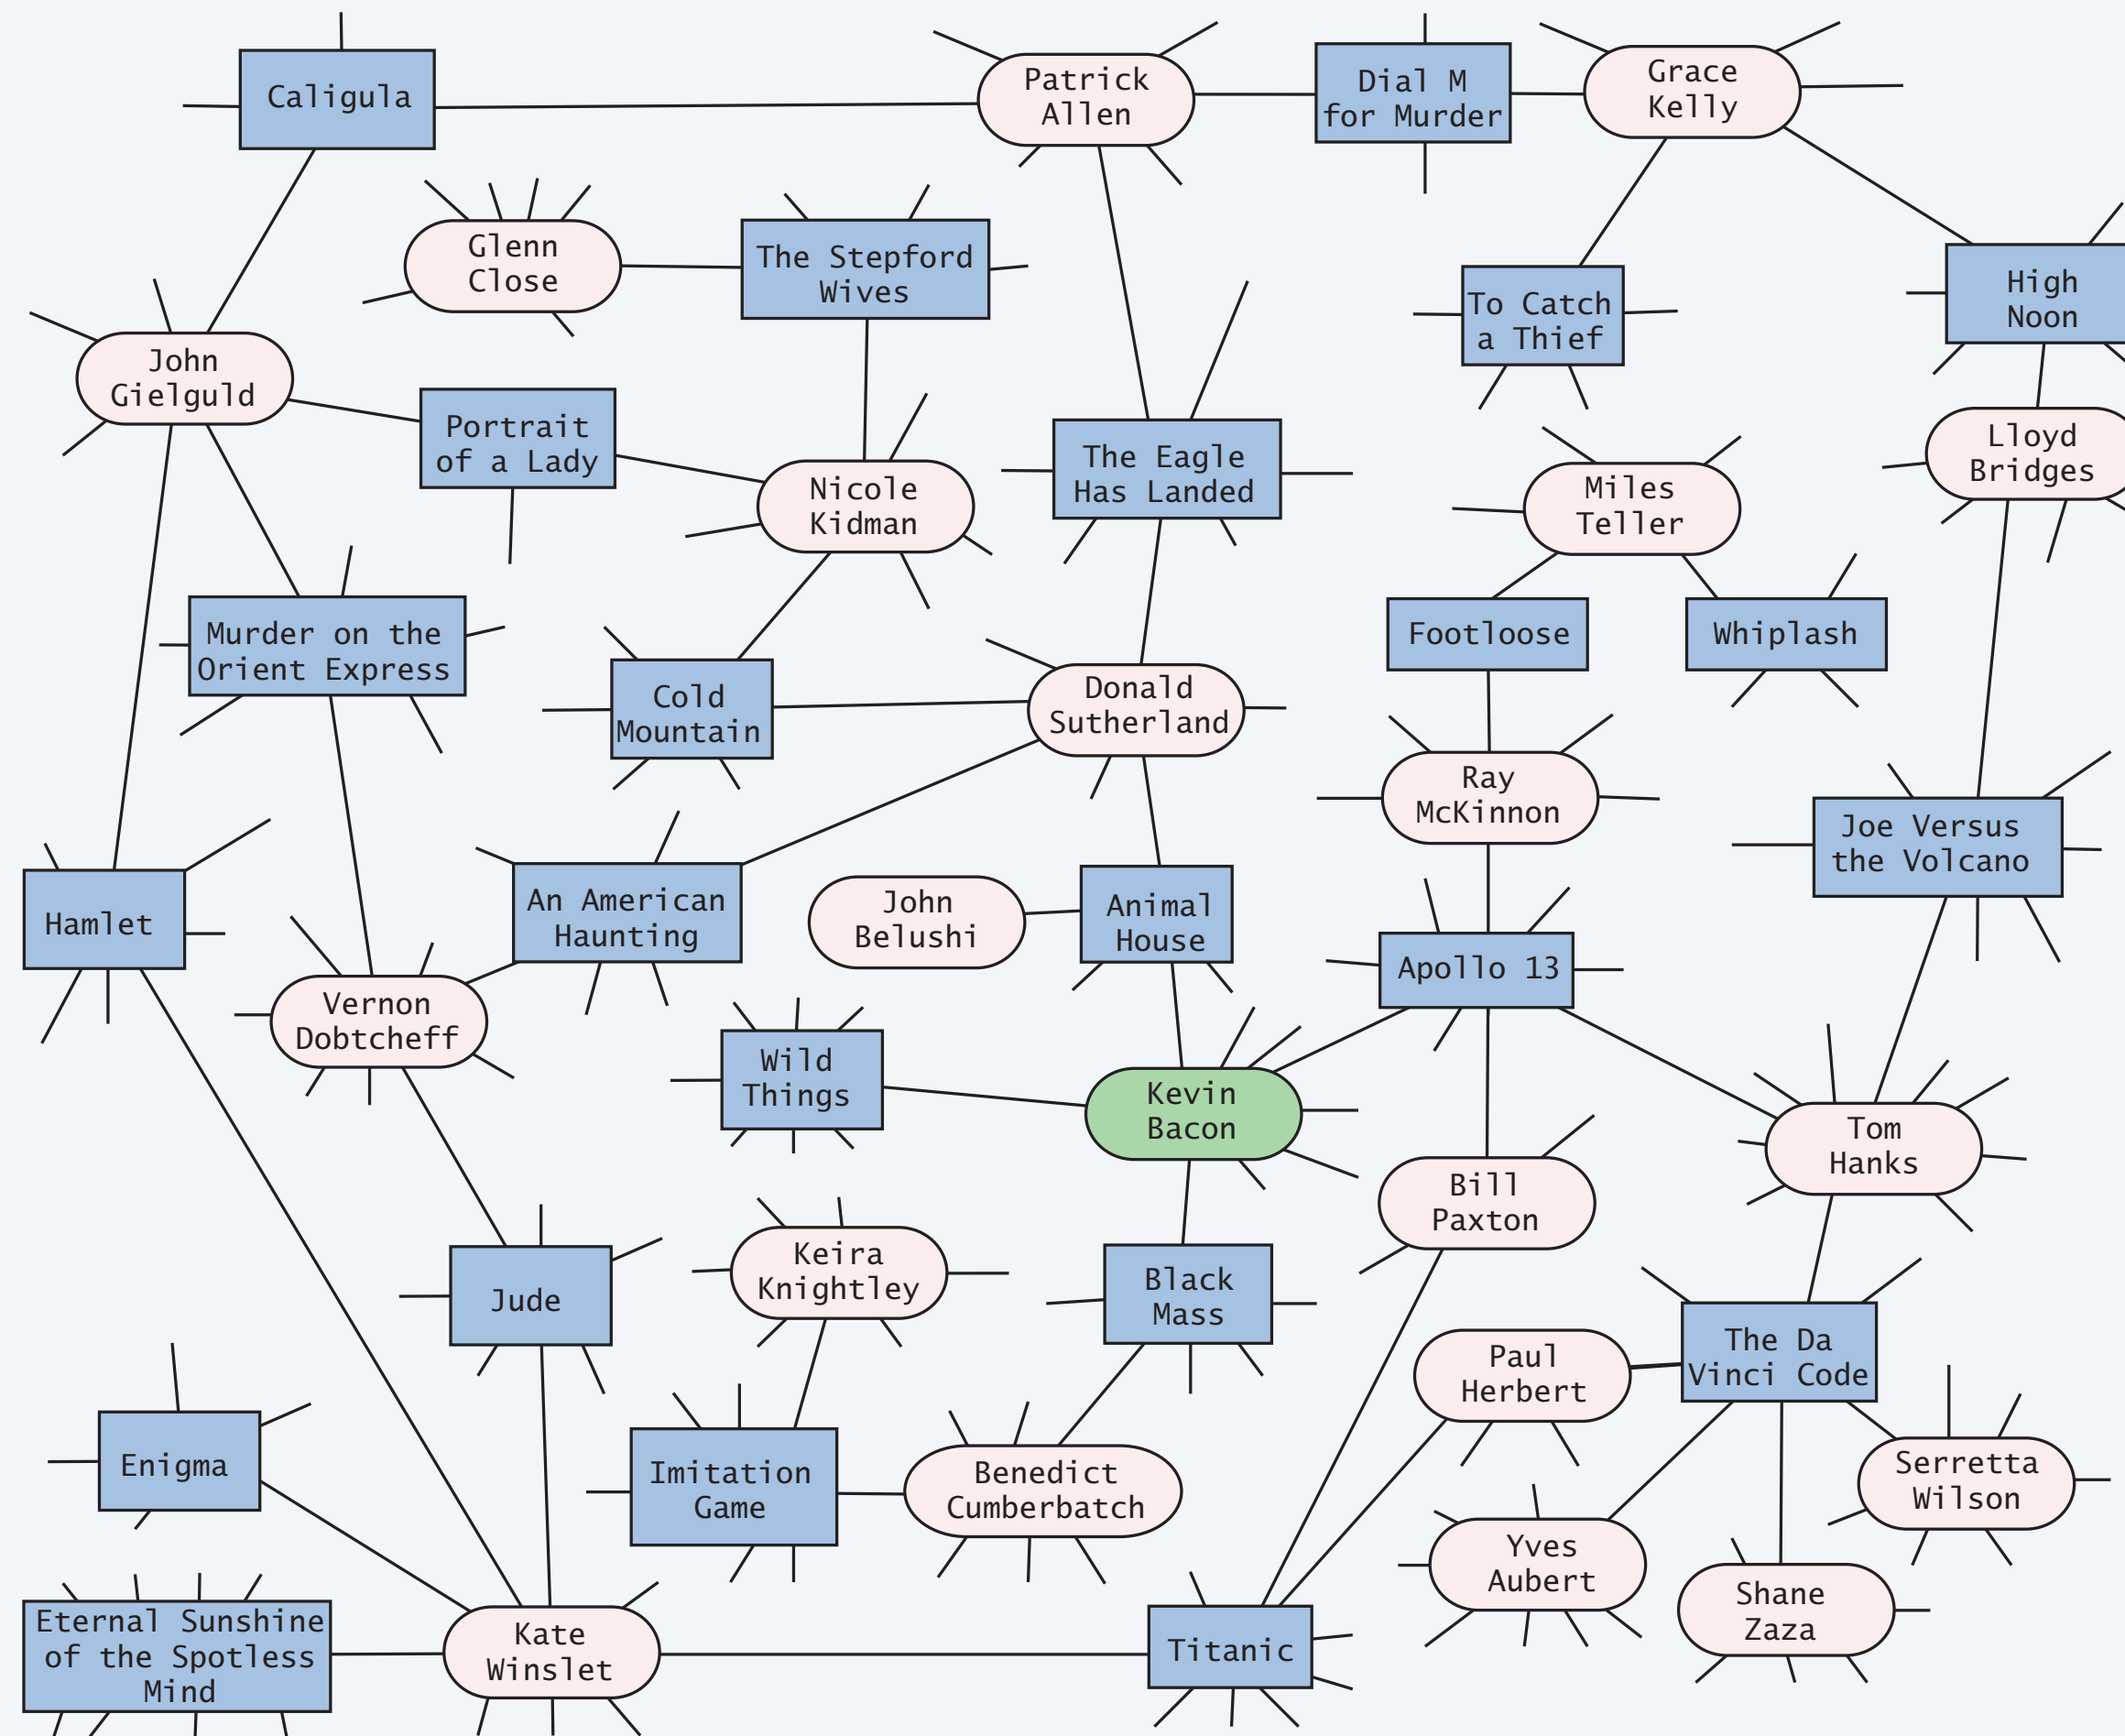 Caligula
Patrick
Allen
Dial M
for Murder
Grace
Kelly
Glenn
Close
The Stepford
Wives
To Catch
a Thief
High
Noon
John
Gielguld
Portrait
of a Lady
Nicole
Kidman
The Eagle
Has Landed
Miles
Teller
Lloyd
Bridges
Murder on the
Orient Express
Cold
Mountain
Donald
Sutherland
Footloose
Whiplash
Ray
McKinnon
Joe Versus
the Volcano
Hamlet
An American
Haunting
John
Belushi
Animal
House
Apollo 13
Vernon
Dobtcheff
Wild
Things
Kevin
Bacon
Tom
Hanks
Bill
Paxton
Jude
Keira
Knightley
Black
Mass
Paul
Herbert
The Da
Vinci Code
Enigma
Imitation
Game
Benedict
Cumberbatch
Serretta
Wilson
Yves
Aubert
Shane
Zaza
Eternal Sunshine
of the Spotless
Mind
Kate
Winslet
Titanic